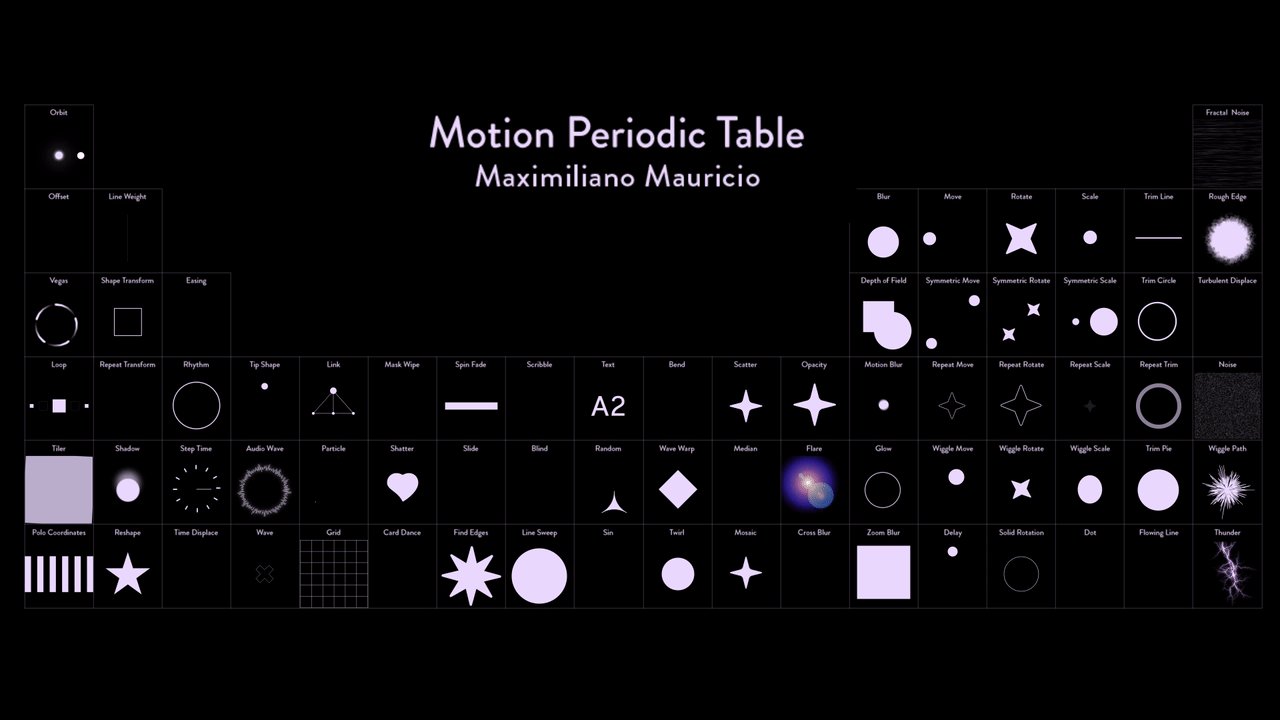 Motion Periodic Table
Maximiliano Mauricio
Orbit Fractal Noise
Offset Line Weight Blur Move Rotate Scale Trim Line Rough Edge
Vegas Shape Transform Easing Depth of Field Symmetric Move Symmetric Rotate Symmetric Scale Trim Circle Turbulent Displace
Loop Repeat Transform Rhythm Tip Shape Link Mask Wipe Spin Fade Scribble Text Bend Scatter Opacity Motion Blur Repeat Move Repeat Rotate Repeat Scale Repeat Trim Noise
A2
Tiler Shadow Step Time Audio Wave Particle Shatter Slide Blind Random Wave Warp Median Flare Glow Wiggle Move Wiggle Rotate Wiggle Scale Trim Pie Wiggle Path
Polo Coordinates Reshape Time Displace Wave Grid Card Dance Find Edges Line Sweep Sin Twirl Mosaic Cross Blur Zoom Blur Delay Solid Rotation Dot Flowing Line Thunder